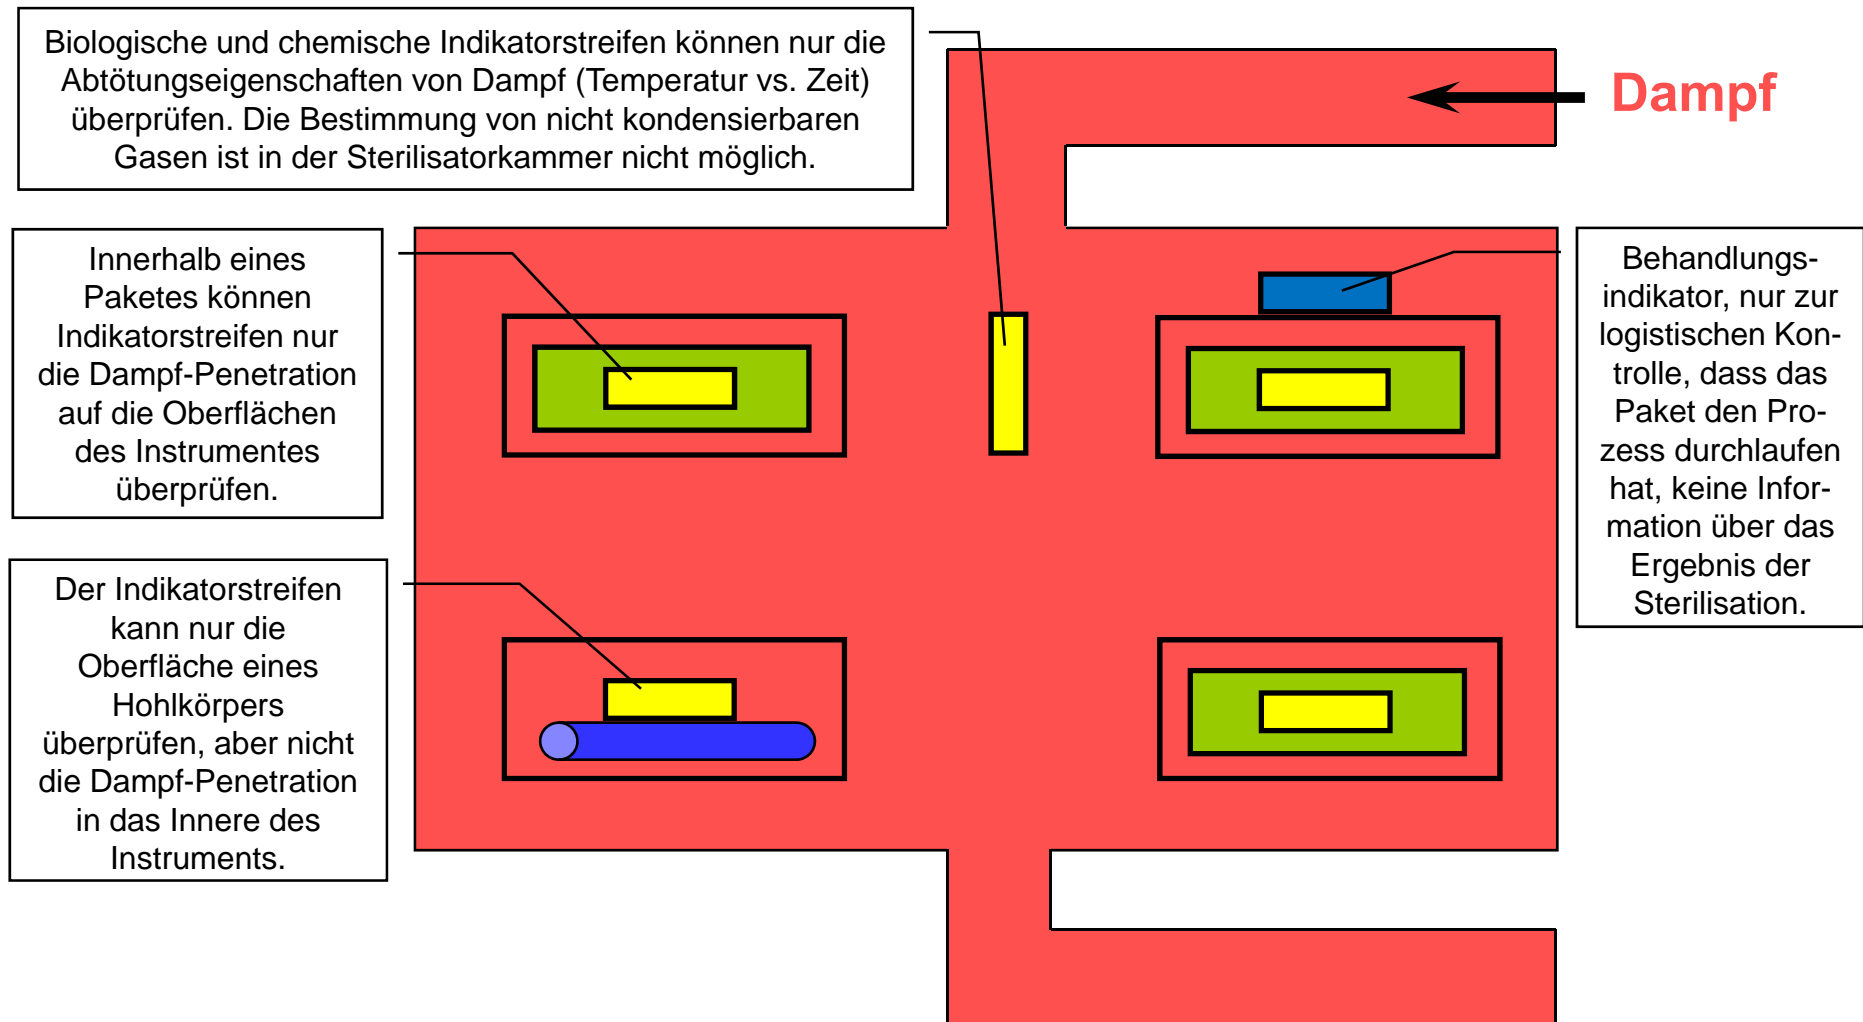 Biologische und chemische Indikatorstreifen können nur die
Abtötungseigenschaften von Dampf (Temperatur vs. Zeit)
überprüfen. Die Bestimmung von nicht kondensierbaren
Gasen ist in der Sterilisatorkammer nicht möglich.
Dampf
Innerhalb eines
Paketes können
Indikatorstreifen nur
die Dampf-Penetration
auf die Oberflächen
des Instrumentes
überprüfen.
Behandlungs-
indikator, nur zur
logistischen Kon-
trolle, dass das
Paket den Pro-
zess durchlaufen
hat, keine Infor-
mation über das
Ergebnis der
Sterilisation.
Der Indikatorstreifen
kann nur die
Oberfläche eines
Hohlkörpers
überprüfen, aber nicht
die Dampf-Penetration
in das Innere des
Instruments.